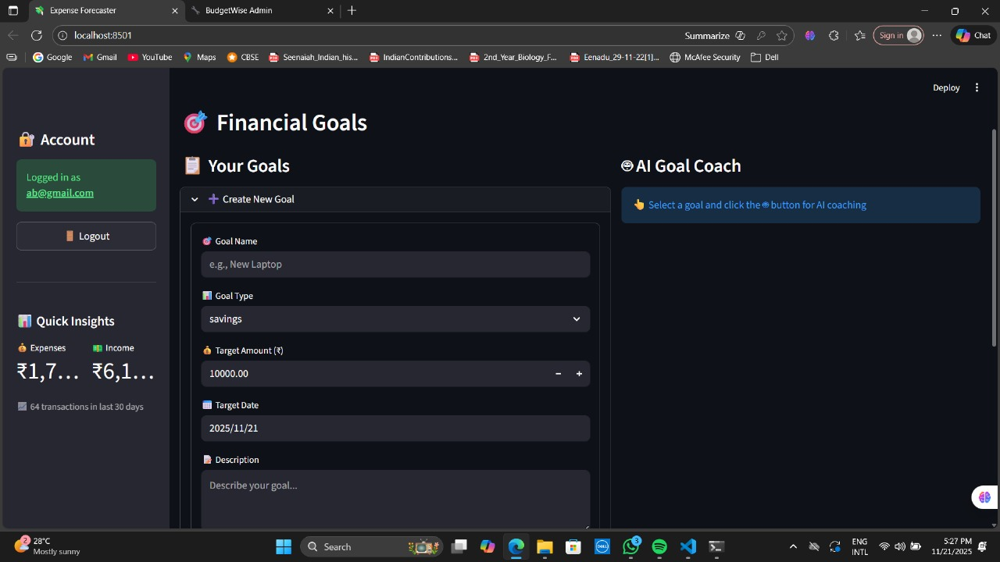 Expense Forecaster
BudgetWise Admin
localhost:8501
Summarize
Sign in
Chat
Google
Gmail
YouTube
Maps
CBSE
Seenaiah_Indian_his...
IndianContributions...
2nd_Year_Biology_F...
Eenadu_29-11-22[1]...
McAfee Security
Dell
Deploy
Account
Logged in as
ab@gmail.com
Logout
Quick Insights
Expenses
Income
₹1,7...
₹6,1...
64 transactions in last 30 days
Financial Goals
Your Goals
Create New Goal
Goal Name
e.g., New Laptop
Goal Type
savings
Target Amount (₹)
10000.00
Target Date
2025/11/21
Description
Describe your goal...
AI Goal Coach
Select a goal and click the button for AI coaching
2
28°C
Mostly sunny
Search
DELL
3
ENG
INTL
5:27 PM
11/21/2025